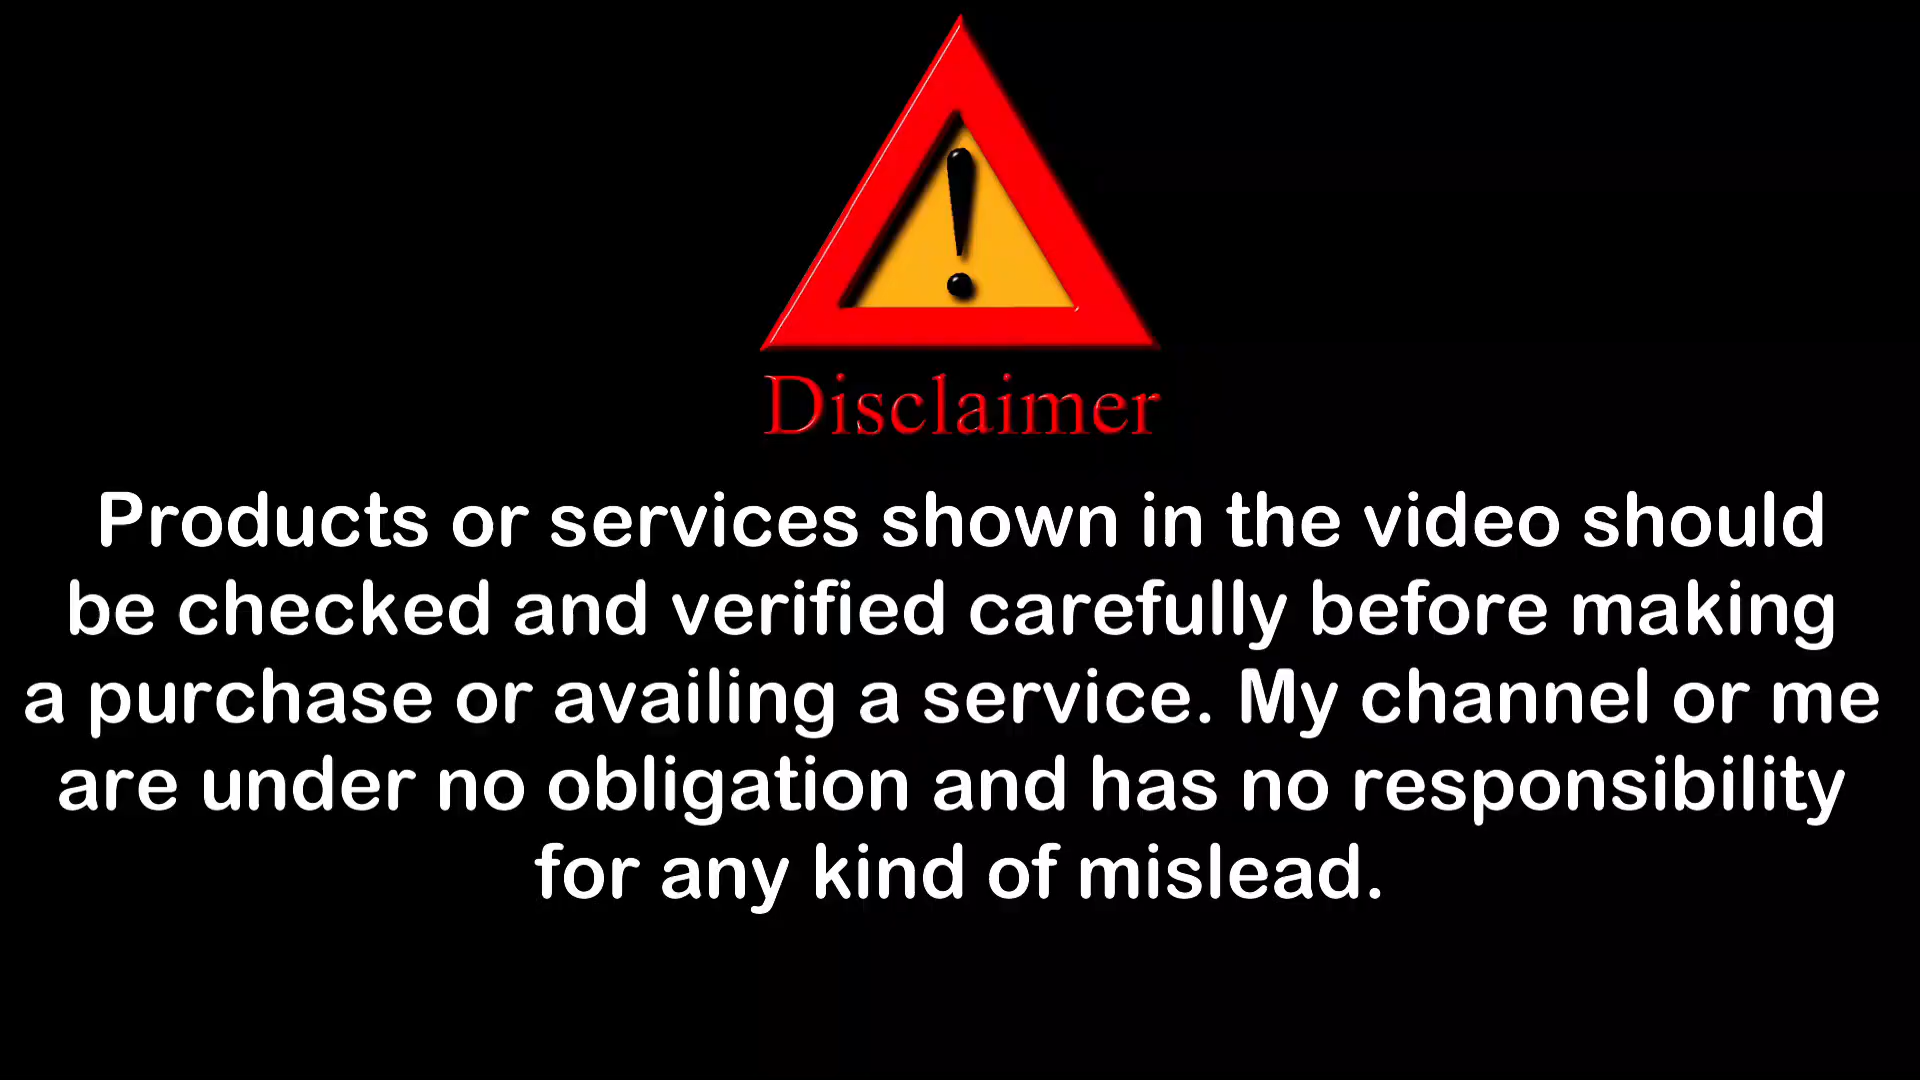 Disclaimer
Products or services shown in the video should
be checked and verified carefully before making
a purchase or availing a service. My channel or me
are under no obligation and has no responsibility
for any kind of mislead.